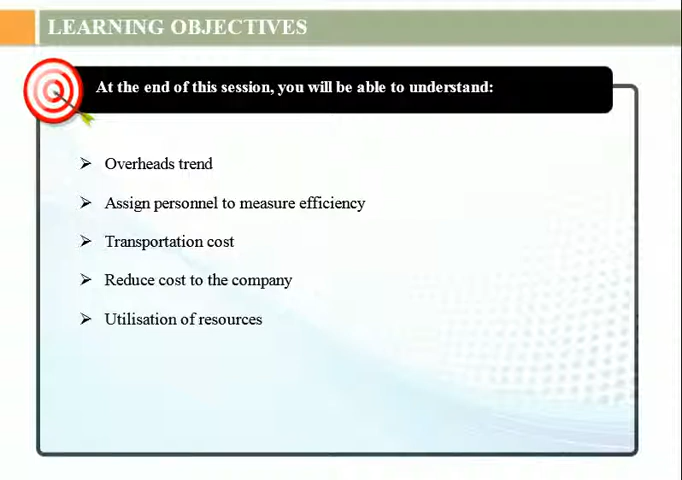 LEARNING OBJECTIVES
At the end of this session, you will be able to understand:
Overheads trend
Assign personnel to measure efficiency
Transportation cost
Reduce cost to the company
Utilisation of resources